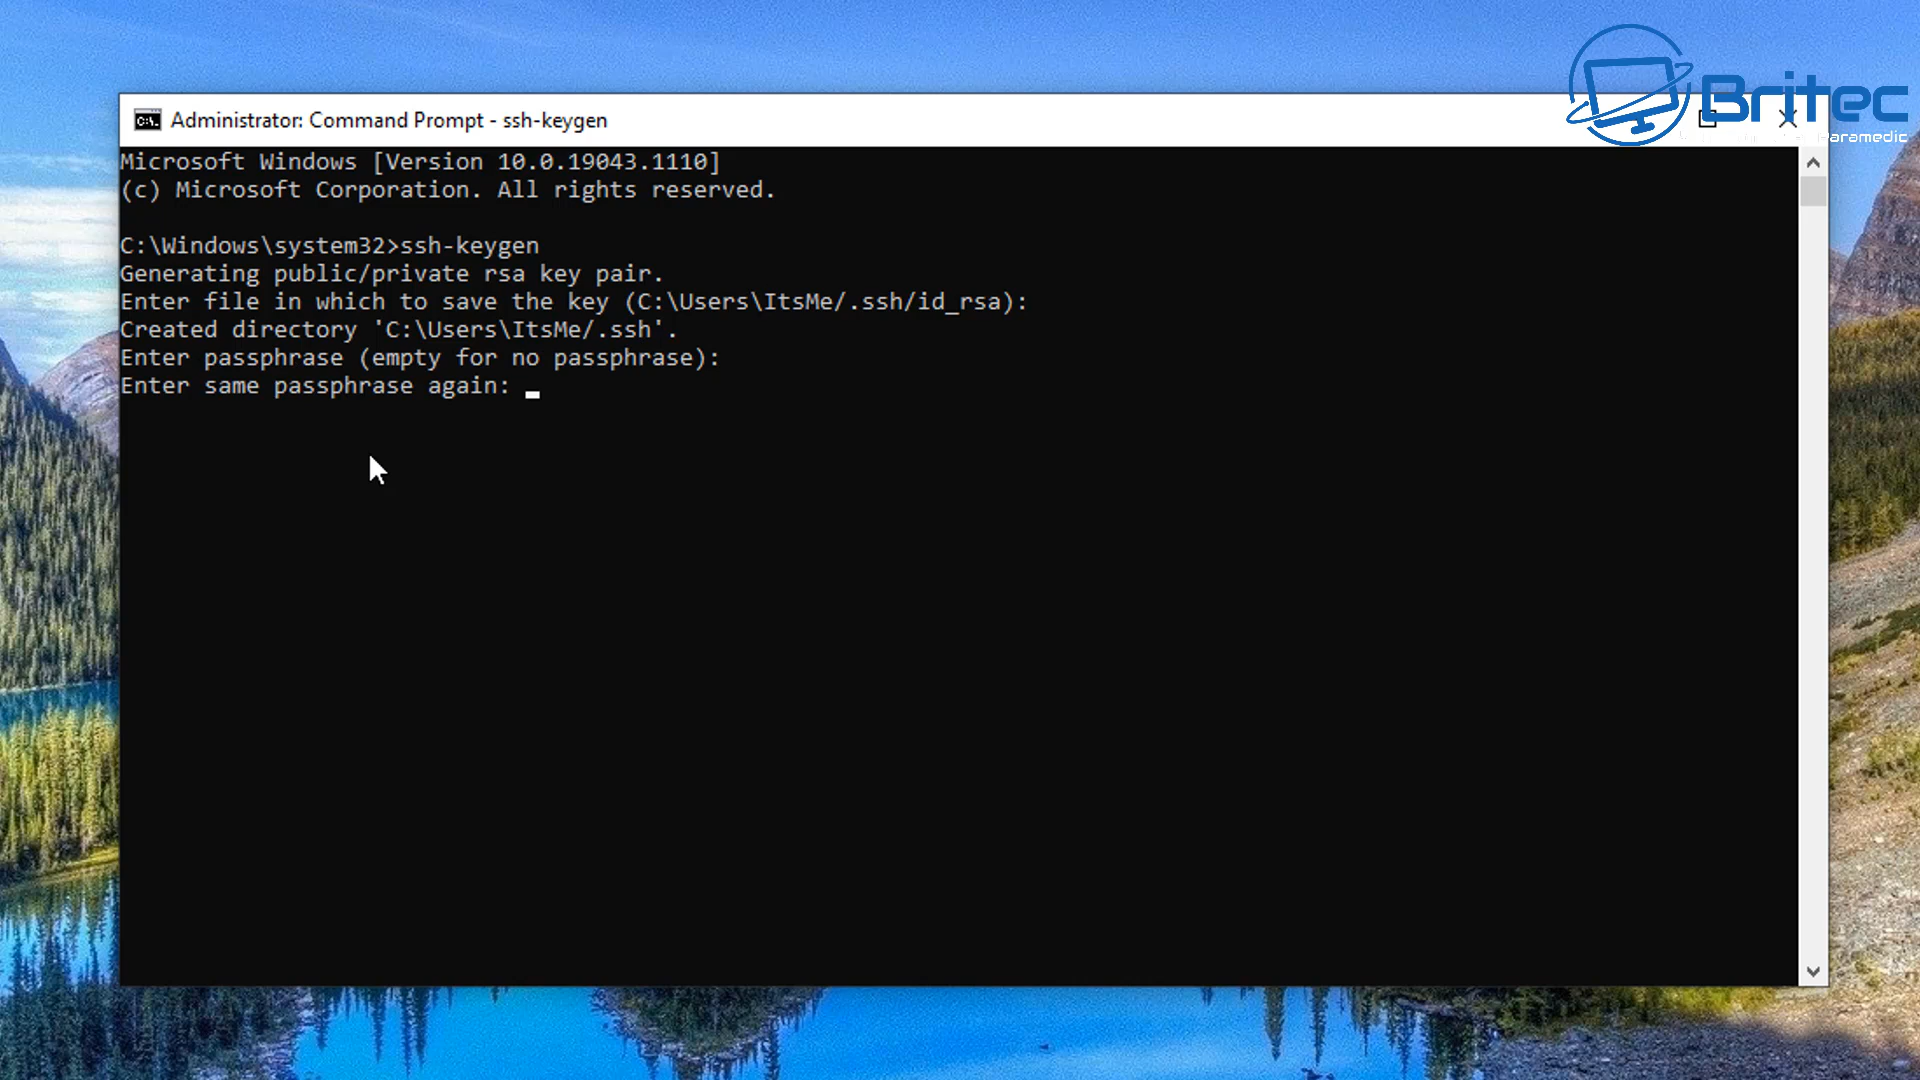 Britec
Paramedic
Administrator: Command Prompt - ssh-keygen
Microsoft Windows [Version 10.0.19043.1110]
(c) Microsoft Corporation. All rights reserved.
C:\Windows\system32>ssh-keygen
Generating public/private rsa key pair.
Enter file in which to save the key (C:\Users\ItsMe/.ssh/id_rsa):
Created directory 'C:\Users\ItsMe/.ssh'.
Enter passphrase (empty for no passphrase):
Enter same passphrase again: